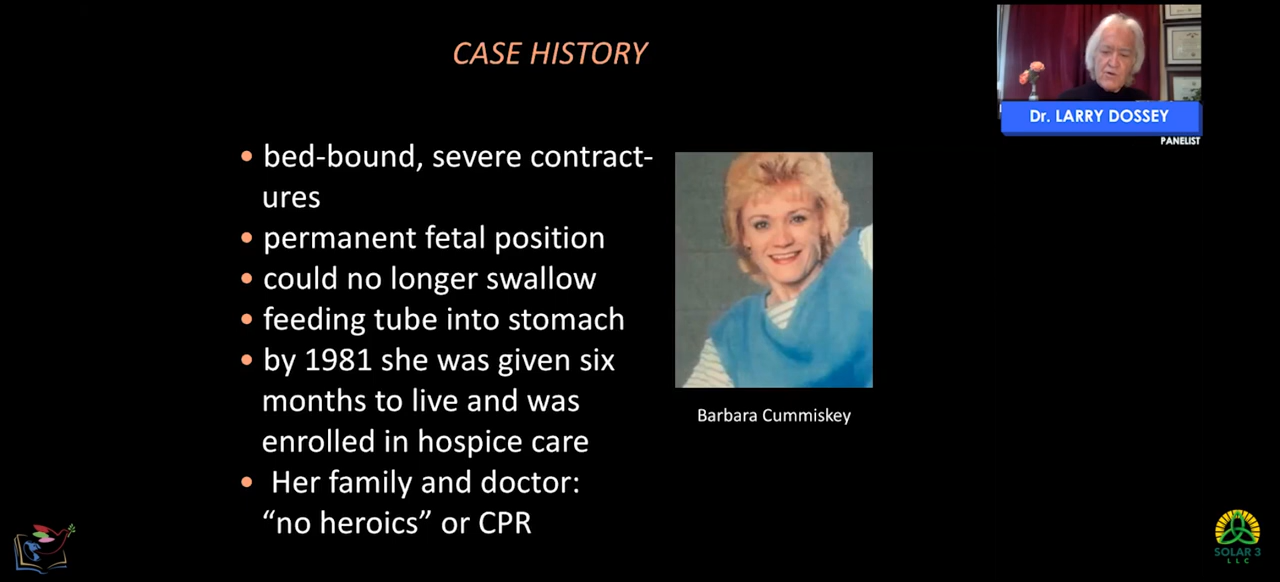 CASE HISTORY
Dr. LARRY DOSSEY
PANELIST
• bed-bound, severe contract-
ures
• permanent fetal position
• could no longer swallow
• feeding tube into stomach
• by 1981 she was given six
months to live and was
enrolled in hospice care
• Her family and doctor:
“no heroics” or CPR
Barbara Cummiskey
SOLAR 3
LLC